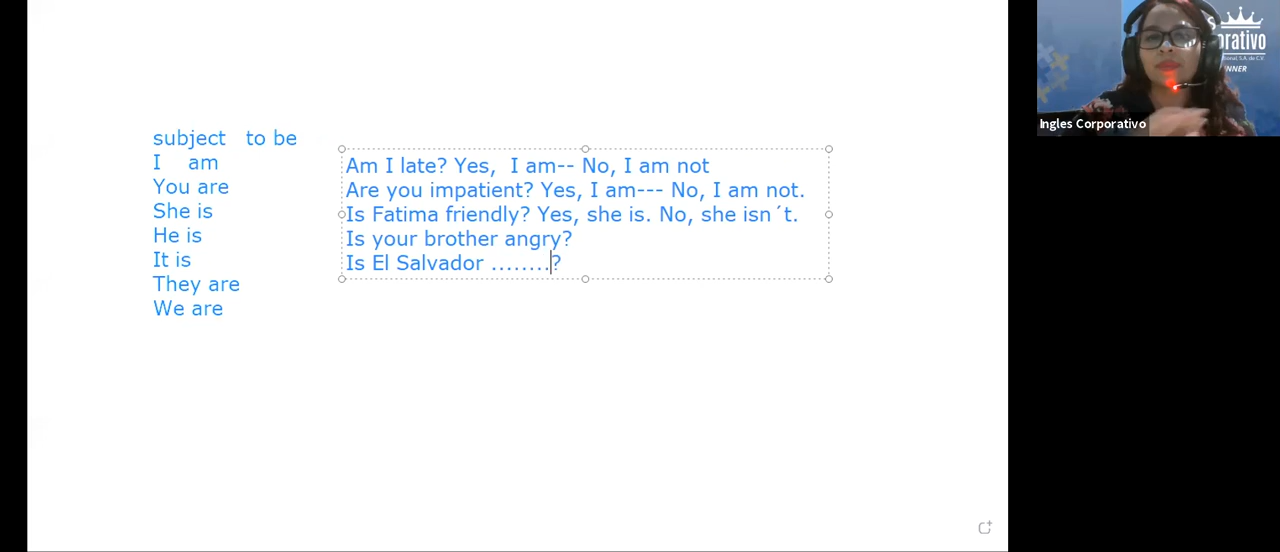 subject to be
I am
You are
She is
He is
It is
They are
We are
Am I late? Yes, I am-- No, I am not
Are you impatient? Yes, I am--- No, I am not.
Is Fatima friendly? Yes, she is. No, she isn´t.
Is your brother angry?
Is El Salvador ........?
Ingles Corporativo